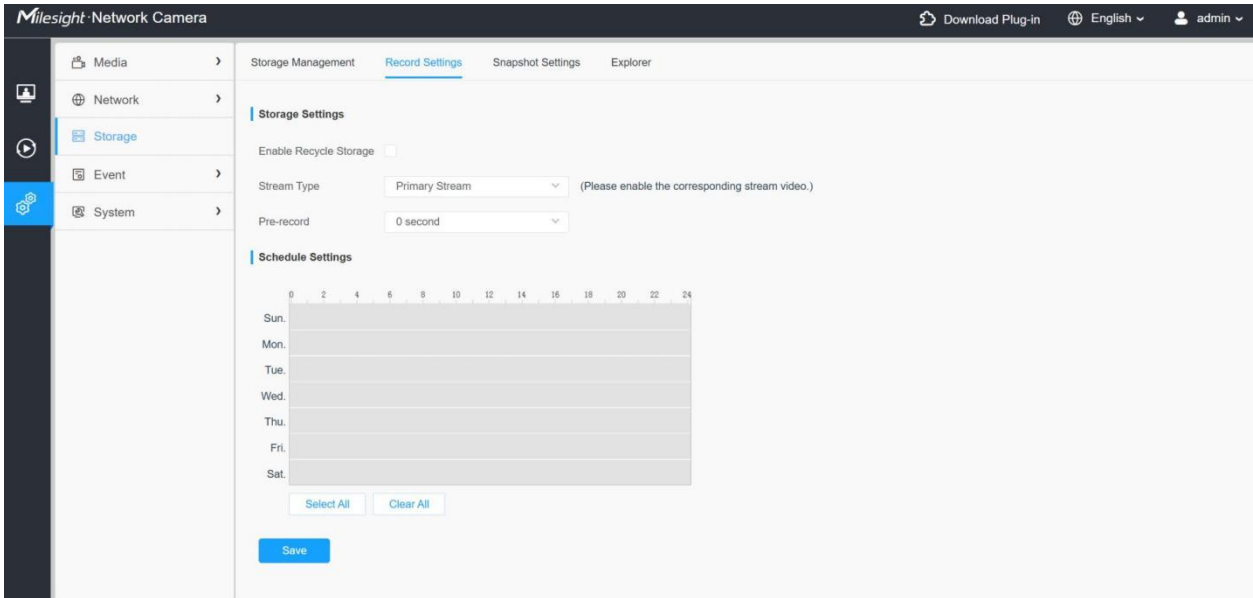 Milesight Network Camera Download Plug-in English admin
Media Storage Management Record Settings Snapshot Settings Explorer
Network
Storage Settings
Storage
Enable Recycle Storage
Event
Stream Type Primary Stream (Please enable the corresponding stream video.)
System
Pre-record 0 second
Schedule Settings
0 2 4 6 8 10 12 14 16 18 20 22 24
Sun.
Mon.
Tue.
Wed.
Thu.
Fri.
Sat.
Select All Clear All
Save